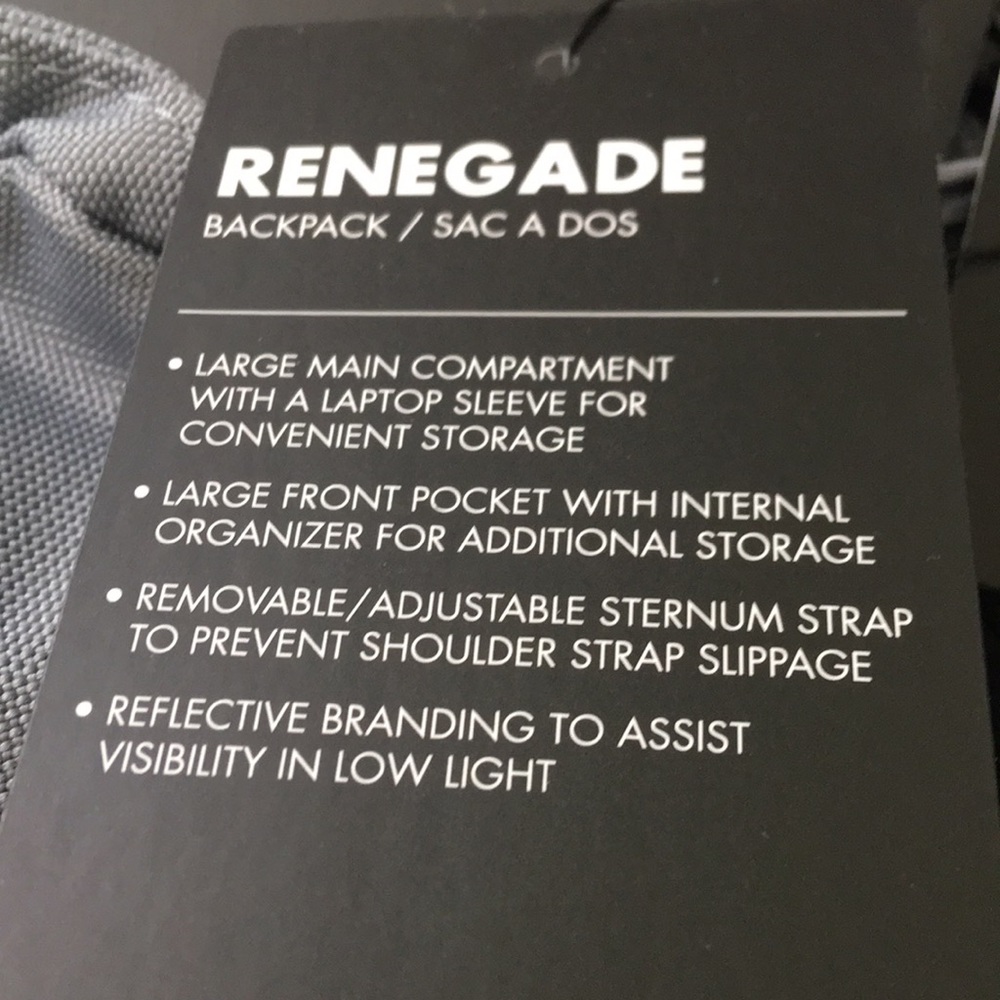 RENEGADE
BACKPACK / SAC A DOS
• LARGE MAIN COMPARTMENT
WITH A LAPTOP SLEEVE FOR
CONVENIENT STORAGE
• LARGE FRONT POCKET WITH INTERNAL
ORGANIZER FOR ADDITIONAL STORAGE
• REMOVABLE/ADJUSTABLE STERNUM STRAP
TO PREVENT SHOULDER STRAP SLIPPAGE
• REFLECTIVE BRANDING TO ASSIST
VISIBILITY IN LOW LIGHT